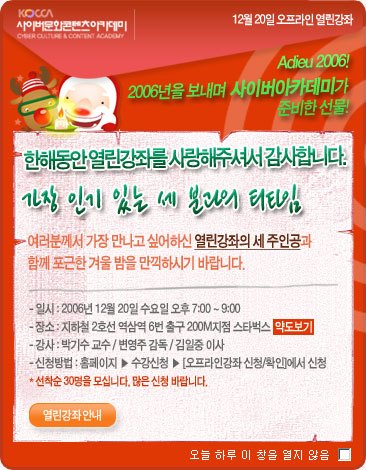 KOCCA
사이버문화콘텐츠아카데미
CYBER CULTURE & CONTENT ACADEMY
12월 20일 오프라인 열린강좌
Adieu 2006!
2006년을 보내며 사이버아카데미가
준비한 선물!
한해동안 열린강좌를 사랑해주셔서 감사합니다.
가장 인기 있는 세 분과의 티타임
여러분께서 가장 만나고 싶어하신 열린강좌의 세 주인공과
함께 포근한 겨울 밤을 만끽하시기 바랍니다.
- 일시 : 2006년 12월 20일 수요일 오후 7:00 ~ 9:00
- 장소 : 지하철 2호선 역삼역 6번 출구 200M지점 스타벅스 약도보기
- 강사 : 박기수 교수 / 변영주 감독 / 김일중 이사
- 신청방법 : 홈페이지 ▶ 수강신청 ▶ [오프라인강좌 신청/확인]에서 신청
* 선착순 30명을 모십니다. 많은 신청 바랍니다.
열린강좌 안내
오늘 하루 이 창을 열지 않음